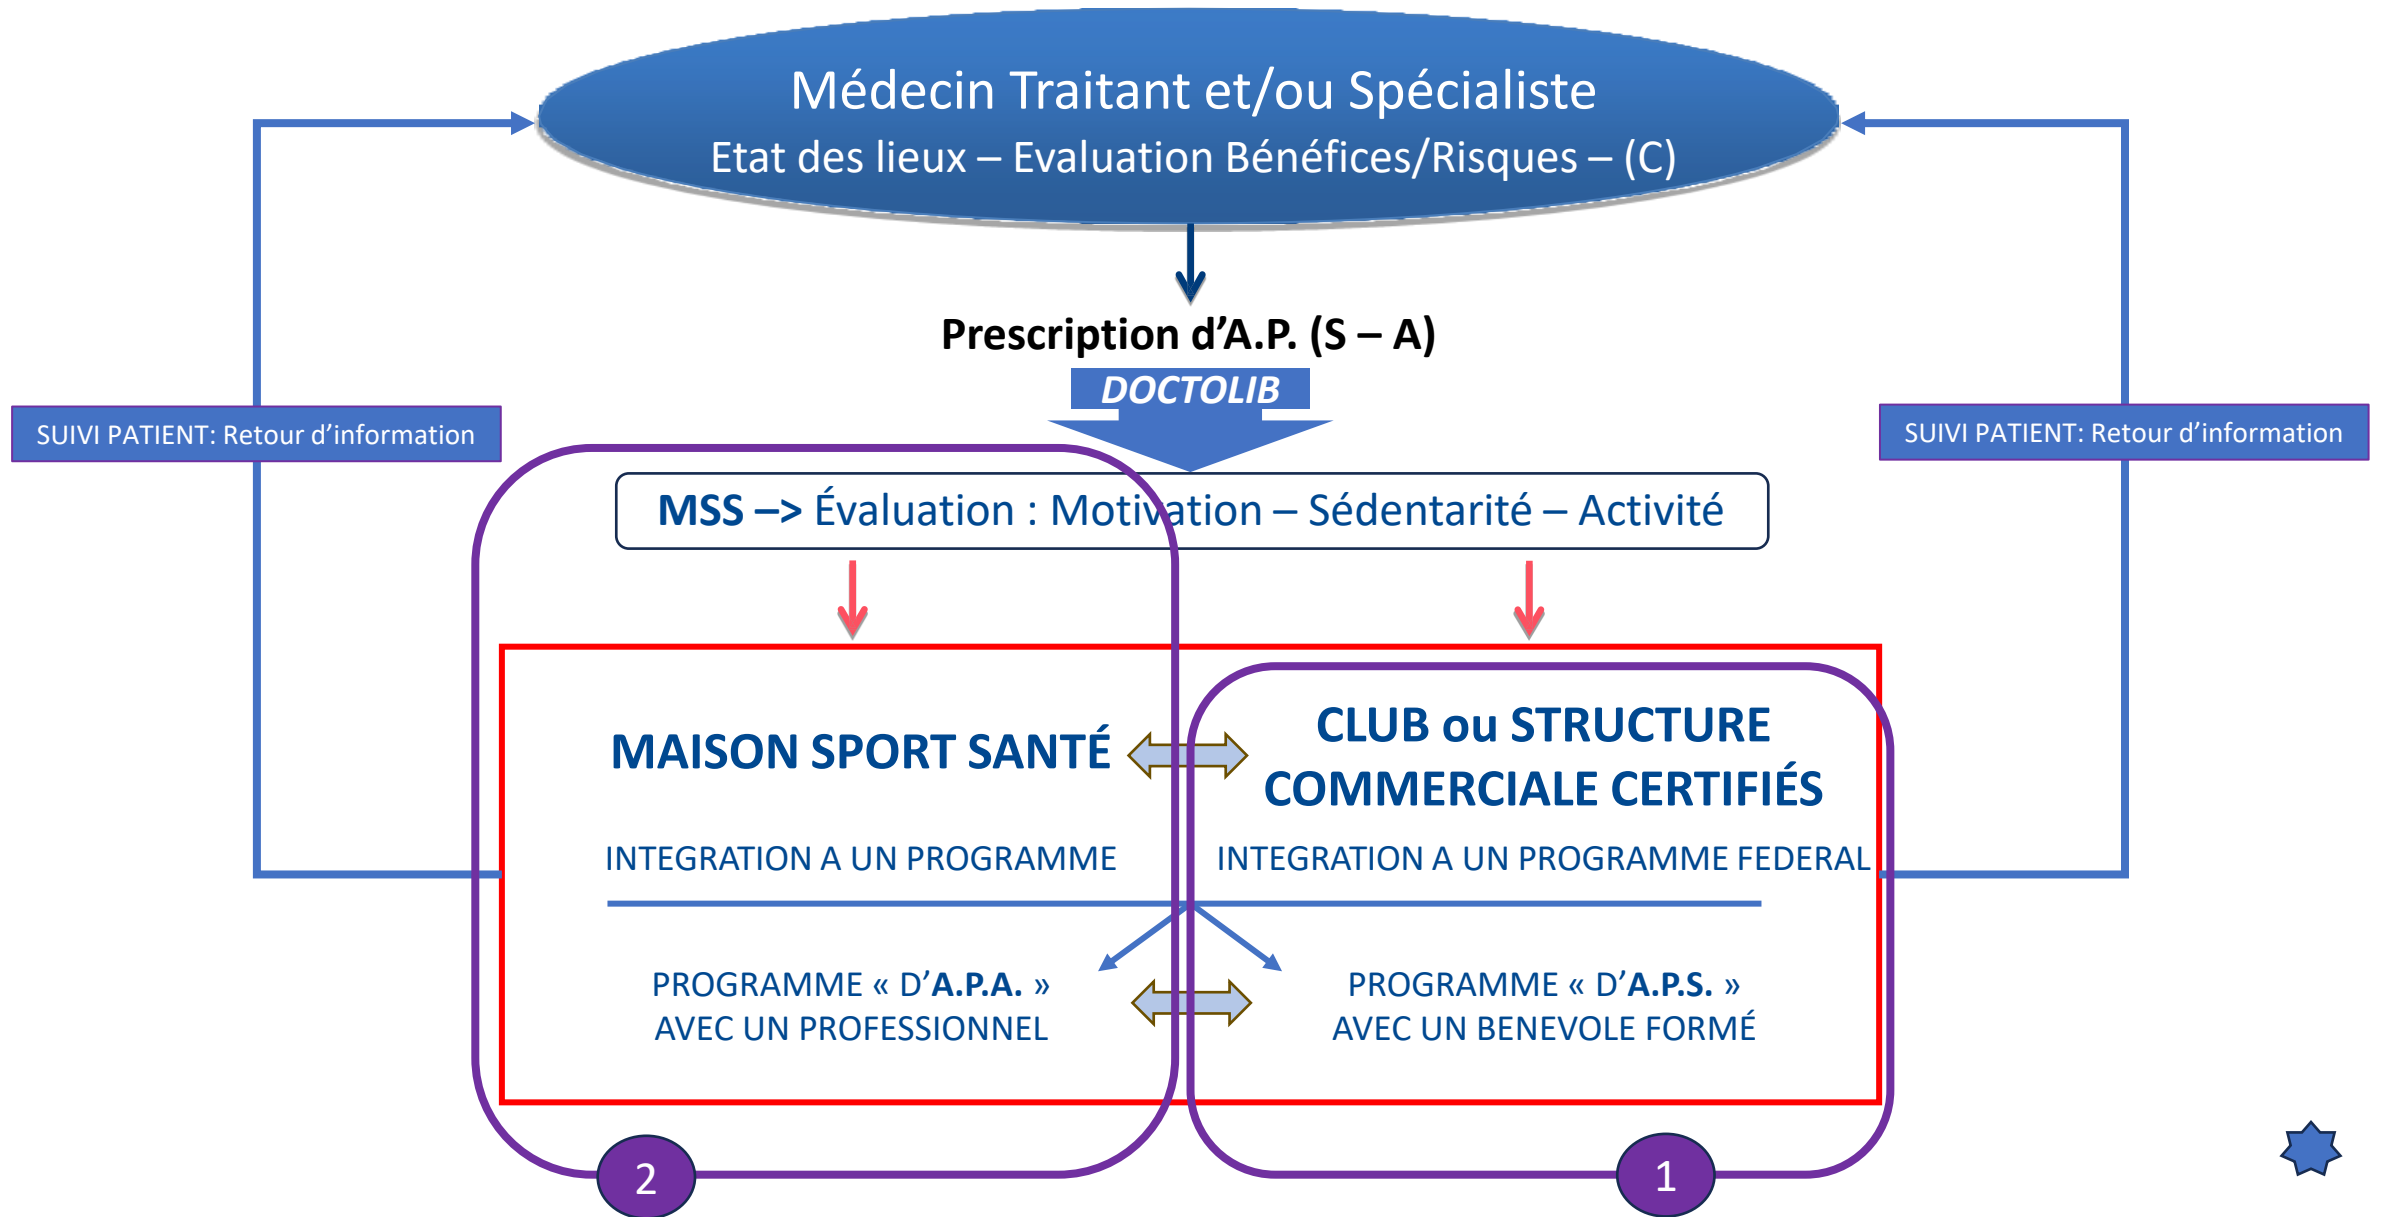 Médecin Traitant et/ou Spécialiste
Etat des lieux – Evaluation Bénéfices/Risques – (C)
Prescription d’A.P. (S – A)
DOCTOLIB
SUIVI PATIENT: Retour d’information
SUIVI PATIENT: Retour d’information
MSS –> Évaluation : Motivation – Sédentarité – Activité
MAISON SPORT SANTÉ
CLUB ou STRUCTURE
COMMERCIALE CERTIFIÉS
INTEGRATION A UN PROGRAMME
INTEGRATION A UN PROGRAMME FEDERAL
PROGRAMME « D’A.P.A. »
AVEC UN PROFESSIONNEL
PROGRAMME « D’A.P.S. »
AVEC UN BENEVOLE FORMÉ
2
1